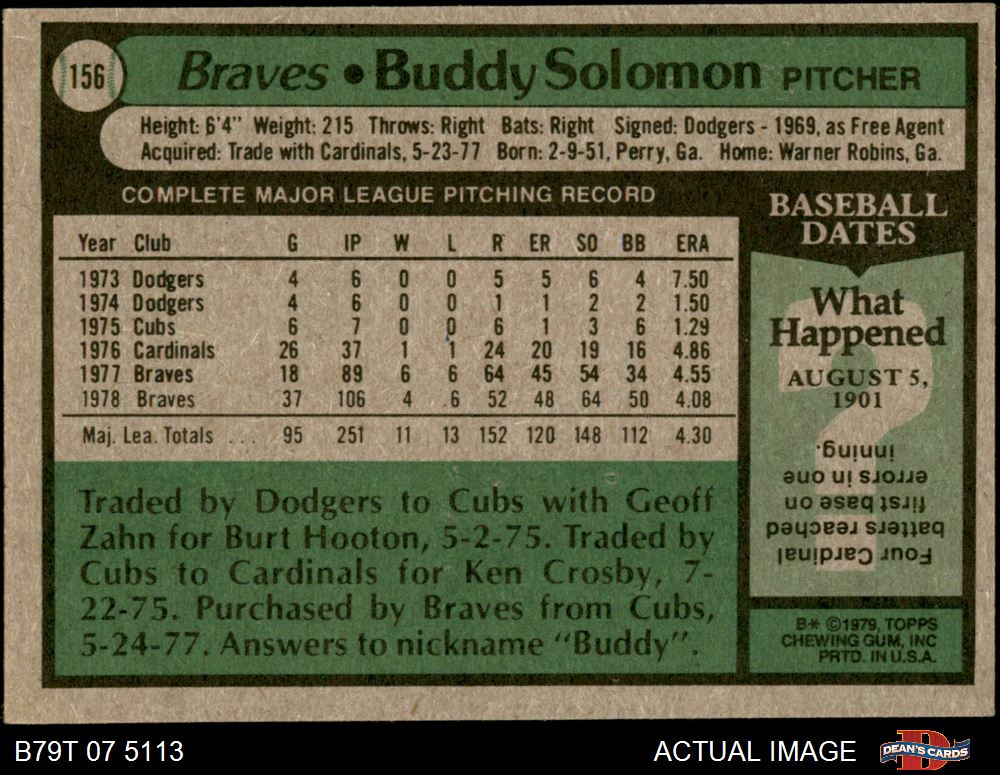 156
Braves • Buddy Solomon PITCHER
Height: 6'4" Weight: 215 Throws: Right Bats: Right Signed: Dodgers - 1969, as Free Agent
Acquired: Trade with Cardinals, 5-23-77 Born: 2-9-51, Perry, Ga. Home: Warner Robins, Ga.
COMPLETE MAJOR LEAGUE PITCHING RECORD
Year Club G IP W L R ER SO BB ERA
1973 Dodgers 4 6 0 0 5 5 6 4 7.50
1974 Dodgers 4 6 0 0 1 1 2 2 1.50
1975 Cubs 6 7 0 0 6 1 3 6 1.29
1976 Cardinals 26 37 1 1 24 20 19 16 4.86
1977 Braves 18 89 6 6 64 45 54 34 4.55
1978 Braves 37 106 4 6 52 48 64 50 4.08
Maj. Lea. Totals ... 95 251 11 13 152 120 148 112 4.30
Traded by Dodgers to Cubs with Geoff
Zahn for Burt Hooton, 5-2-75. Traded by
Cubs to Cardinals for Ken Crosby, 7-
22-75. Purchased by Braves from Cubs,
5-24-77. Answers to nickname "Buddy".
BASEBALL
DATES
What
Happened
AUGUST 5,
1901
Four Cardinal
batters reached
first base on
errors in one
inning.
B* ©1979, TOPPS
CHEWING GUM, INC
PRTD. IN U.S.A.
B79T 07 5113
ACTUAL IMAGE
DEAN'S CARDS